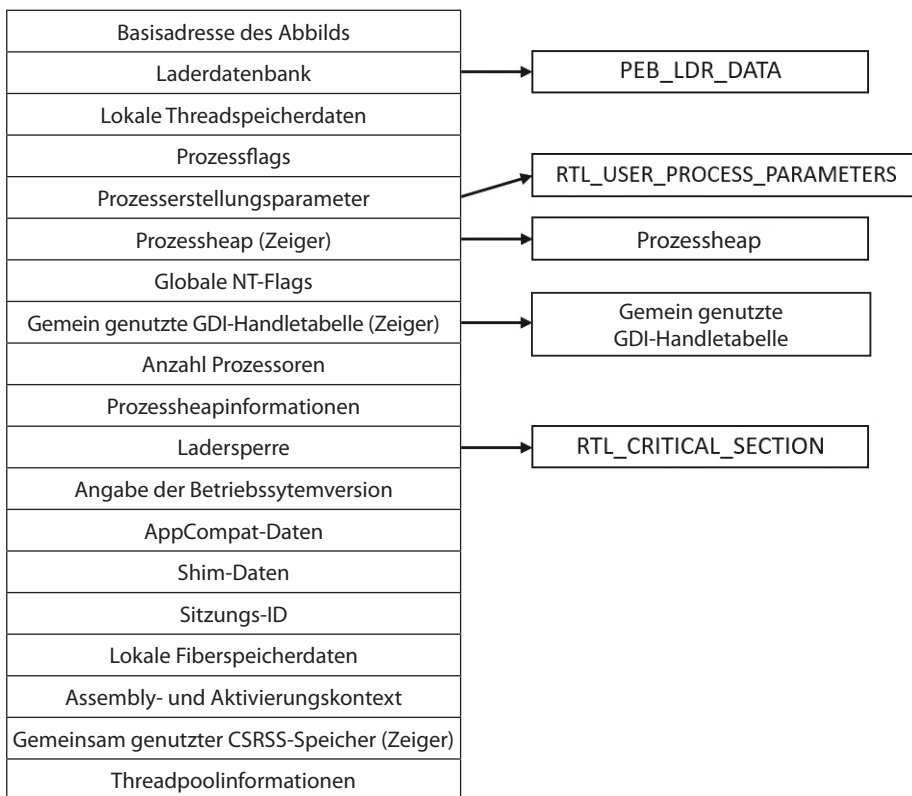 Basisadresse des Abbilds
Laderdatenbank
PEB_LDR_DATA
Lokale Threadspeicherdaten
Prozessflags
Prozesserstellungsparameter
RTL_USER_PROCESS_PARAMETERS
Prozessheap (Zeiger)
Prozessheap
Globale NT-Flags
Gemein genutzte GDI-Handletabelle (Zeiger)
Gemein genutzte
GDI-Handletabelle
Anzahl Prozessoren
Prozessheapinformationen
Ladersperre
RTL_CRITICAL_SECTION
Angabe der Betriebssytemversion
AppCompat-Daten
Shim-Daten
Sitzungs-ID
Lokale Fiberspeicherdaten
Assembly- und Aktivierungskontext
Gemeinsam genutzter CSRSS-Speicher (Zeiger)
Threadpoolinformationen